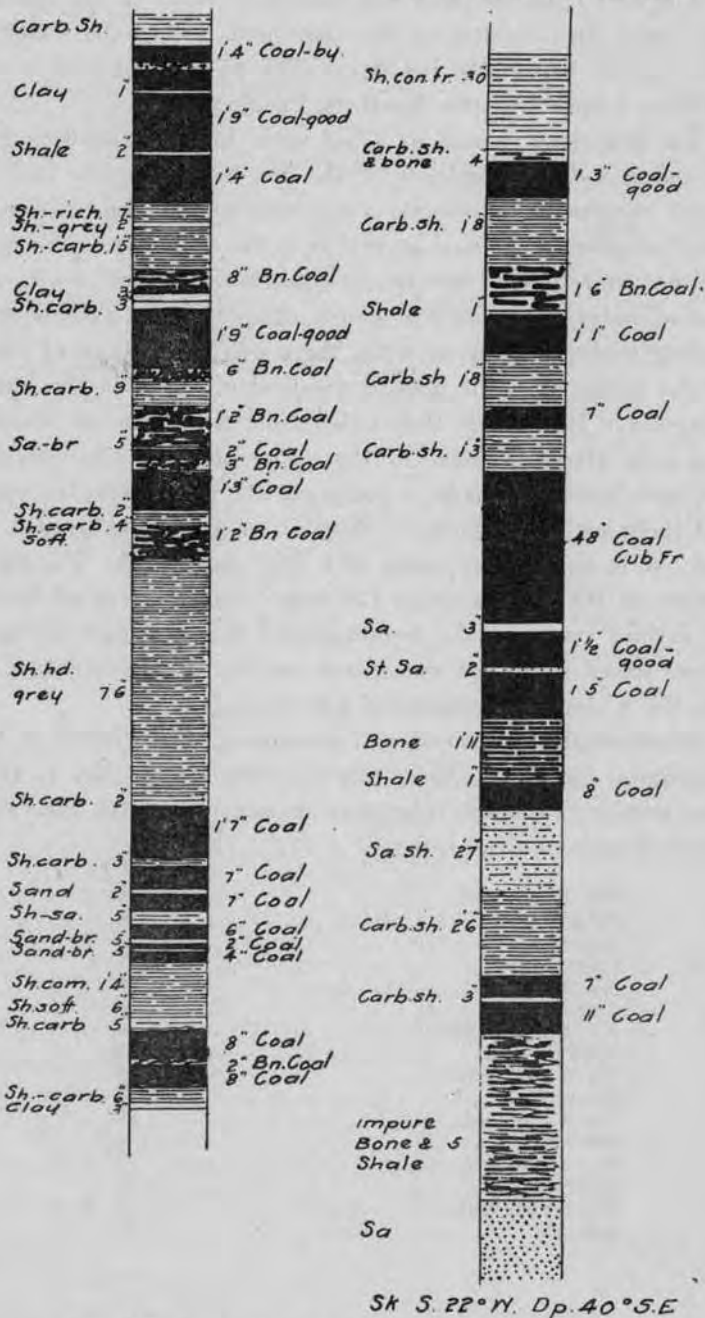 Carb. Sh.
1'4" Coal-by.
Clay 1"
1'9" Coal-good
Shale 2"
1'4" Coal
Sh.-rich. 7"
Sh.-grey 2"
Sh.-carb. 1'5"
8" Bn. Coal
Clay 3"
Sh. carb. 3"
1'9" Coal-good
6" Bn. Coal
Sh. carb. 9"
1'2" Bn. Coal
Sa.-br 5"
2" Coal
3" Bn. Coal
1'3" Coal
Sh. carb. 2"
Sh. carb. 4"
Soft.
1'2" Bn Coal
Sh. hd.
grey 7'6"
Sh. carb. 2"
1'7" Coal
Sh. carb. 3"
7" Coal
Sand 2"
7" Coal
Sh-sa. 5"
6" Coal
Sand-br. 5"
2" Coal
Sand-br. 3"
4" Coal
Sh. com. 1'4"
Sh. soft. 6"
Sh. carb 5"
8" Coal
2" Bn. Coal
8" Coal
Sh.-carb. 6"
Clay 3"
Sh. con. fr. 30
Carb. sh.
& bone 4"
1'3" Coal-
good
Carb. sh. 1'8"
1'6" Bn. Coal.
Shale 1"
1'1" Coal
Carb. sh 1'8"
7" Coal
Carb. sh. 1'3"
48" Coal
Cub. Fr
Sa. 3"
1'½" Coal-
good
St. Sa. 2"
1'5" Coal
Bone 1'11"
Shale 1"
8" Coal
Sa. sh. 2'7"
Carb. sh. 2'6"
7" Coal
Carb. sh. 3"
11" Coal
Impure
Bone & 5
Shale
Sa
Sk S. 22° W. Dp. 40° S.E